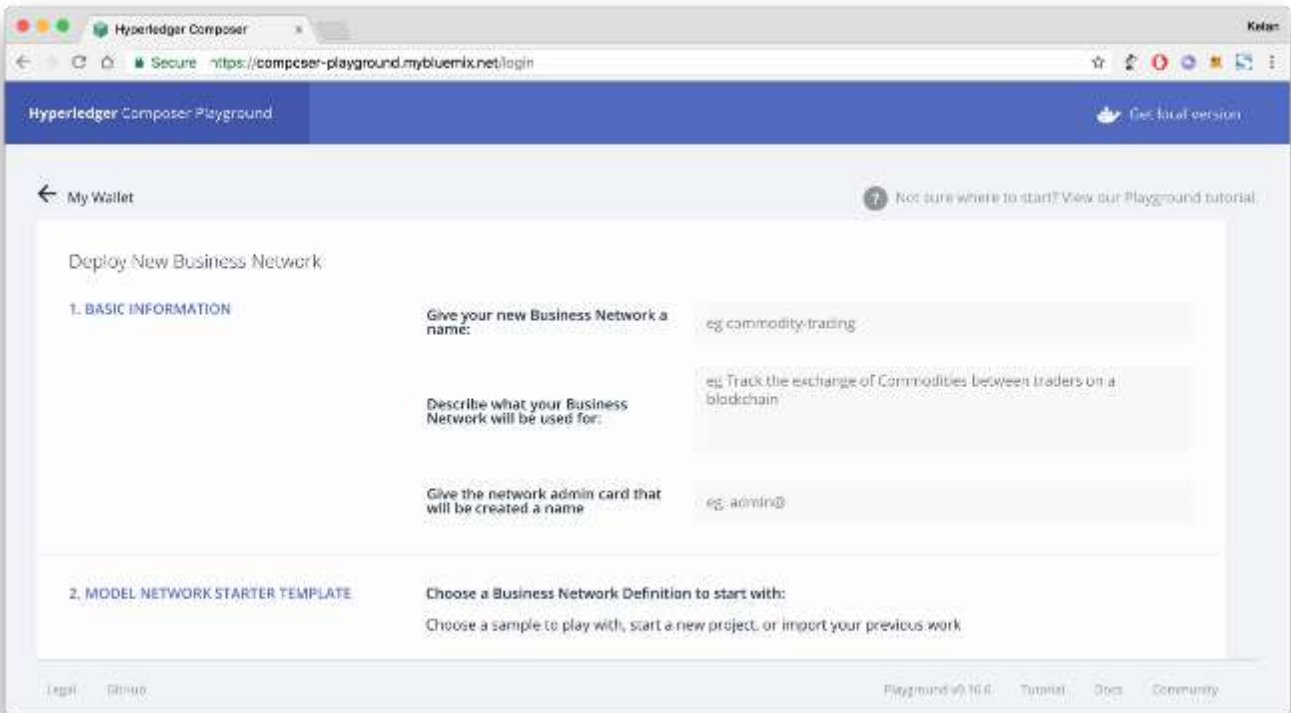 Hyperledger Composer
Ketan
Secure https://composer-playground.mybluemix.net/login
Hyperledger Composer Playground
Get local version
My Wallet
? Not sure where to start? View our Playground tutorial.
Deploy New Business Network
1. BASIC INFORMATION
Give your new Business Network a
name:
eg commodity-trading
Describe what your Business
Network will be used for:
eg Track the exchange of Commodities between traders on a
blockchain
Give the network admin card that
will be created a name
eg. admin@
2. MODEL NETWORK STARTER TEMPLATE
Choose a Business Network Definition to start with:
Choose a sample to play with, start a new project, or import your previous work
Legal GitHub
Playground v0.16.0 Tutorial Docs Community